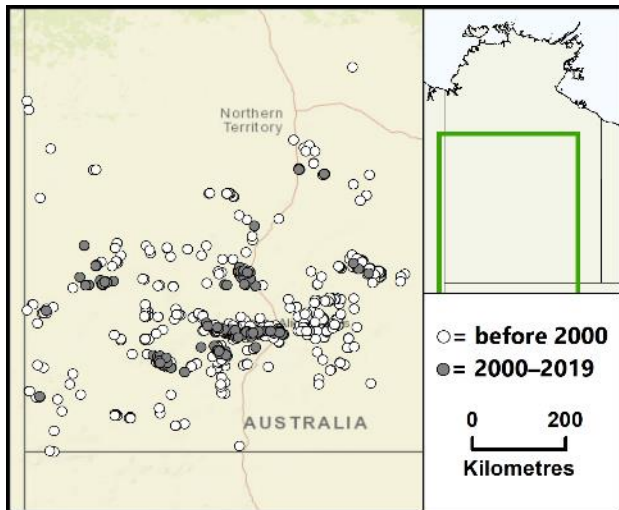 Northern
Territory
AUSTRALIA
= before 2000
= 2000–2019
0 200
Kilometres